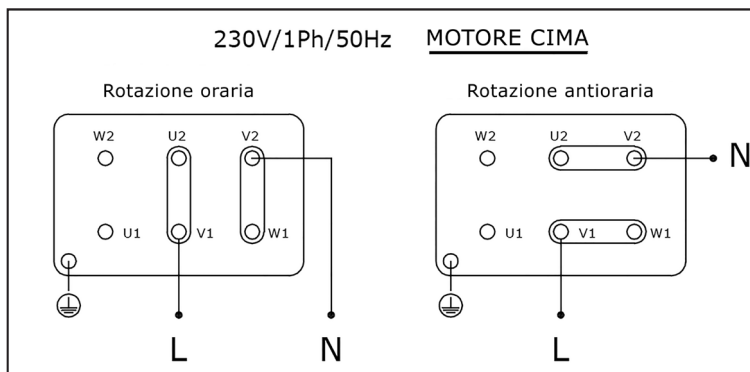 230V/1Ph/50Hz MOTORE CIMA
Rotazione oraria Rotazione antioraria
W2 U2 V2 W2 U2 V2
N
U1 V1 W1 U1 V1 W1
L N L